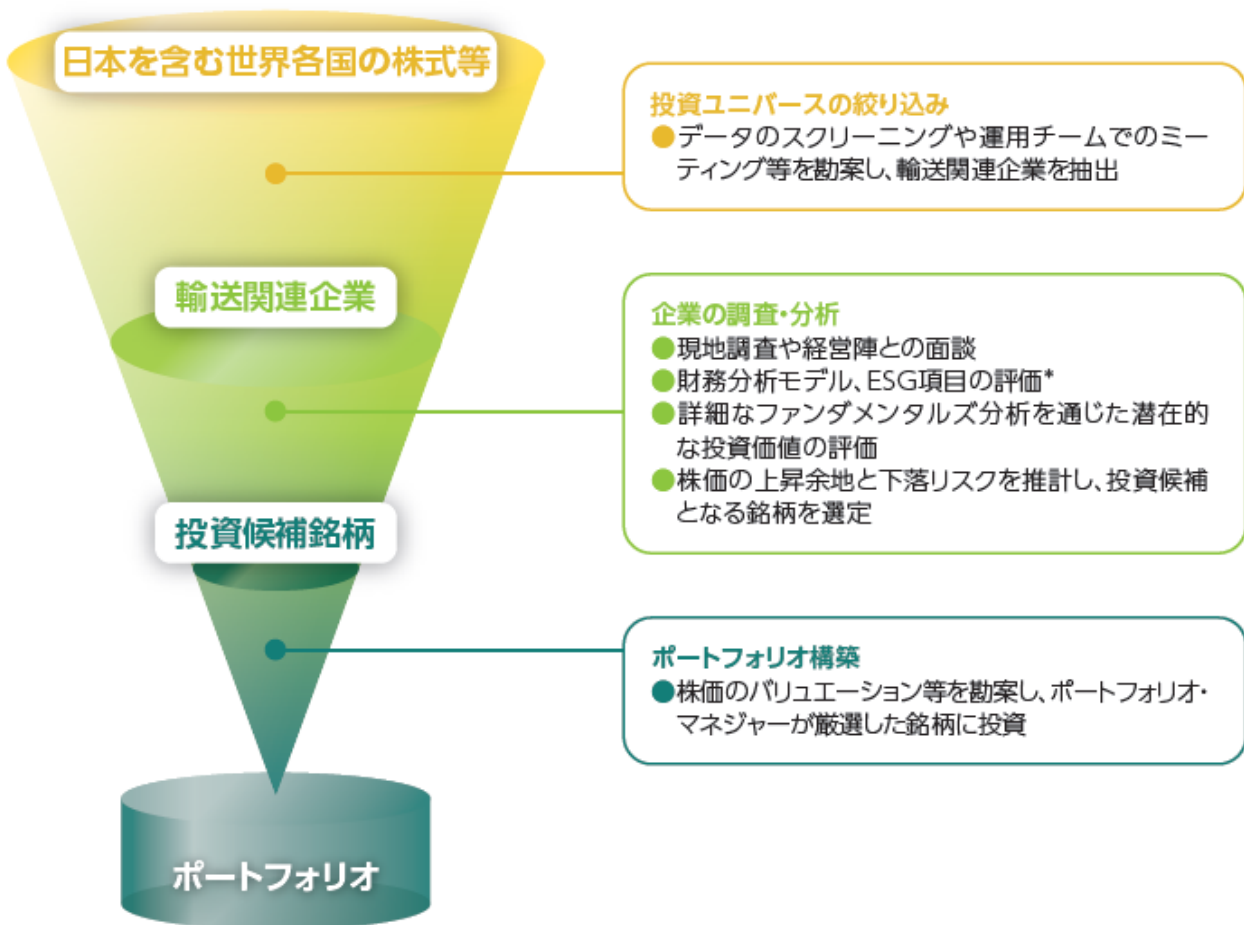 日本を含む世界各国の株式等
投資ユニバースの絞り込み
●データのスクリーニングや運用チームでのミー
ティング等を勘案し、輸送関連企業を抽出
輸送関連企業
企業の調査・分析
●現地調査や経営陣との面談
●財務分析モデル、ESG項目の評価*
●詳細なファンダメンタルズ分析を通じた潜在的
な投資価値の評価
●株価の上昇余地と下落リスクを推計し、投資候補
となる銘柄を選定
投資候補銘柄
ポートフォリオ構築
●株価のバリュエーション等を勘案し、ポートフォリオ・
マネジャーが厳選した銘柄に投資
ポートフォリオ